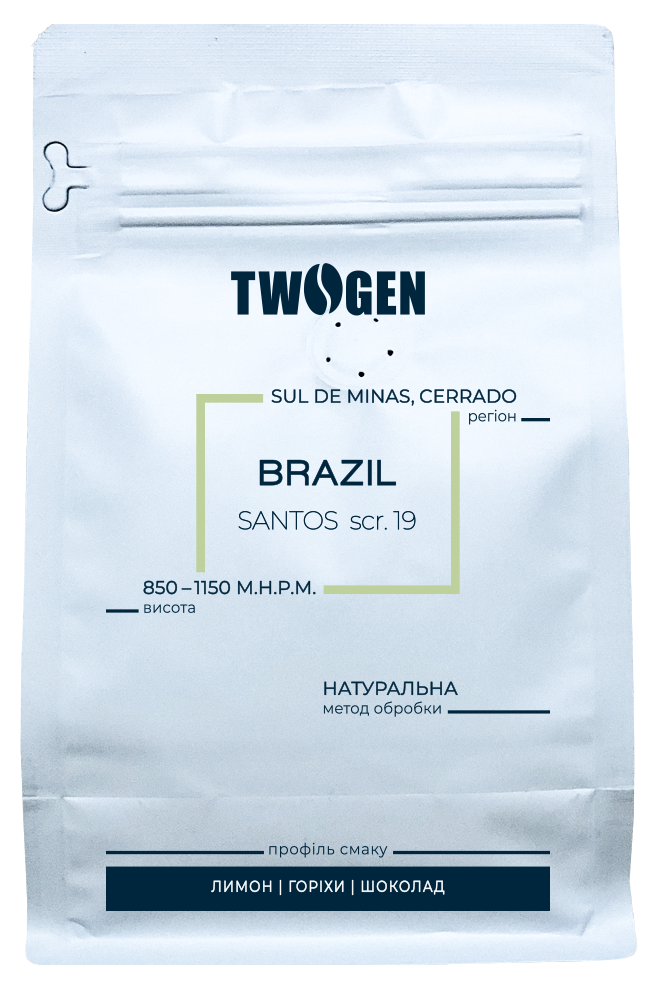 TWOGEN
SUL DE MINAS, CERRADO
регіон
BRAZIL
SANTOS scr. 19
850–1150 М.Н.Р.М.
висота
НАТУРАЛЬНА
метод обробки
профіль смаку
ЛИМОН | ГОРІХИ | ШОКОЛАД